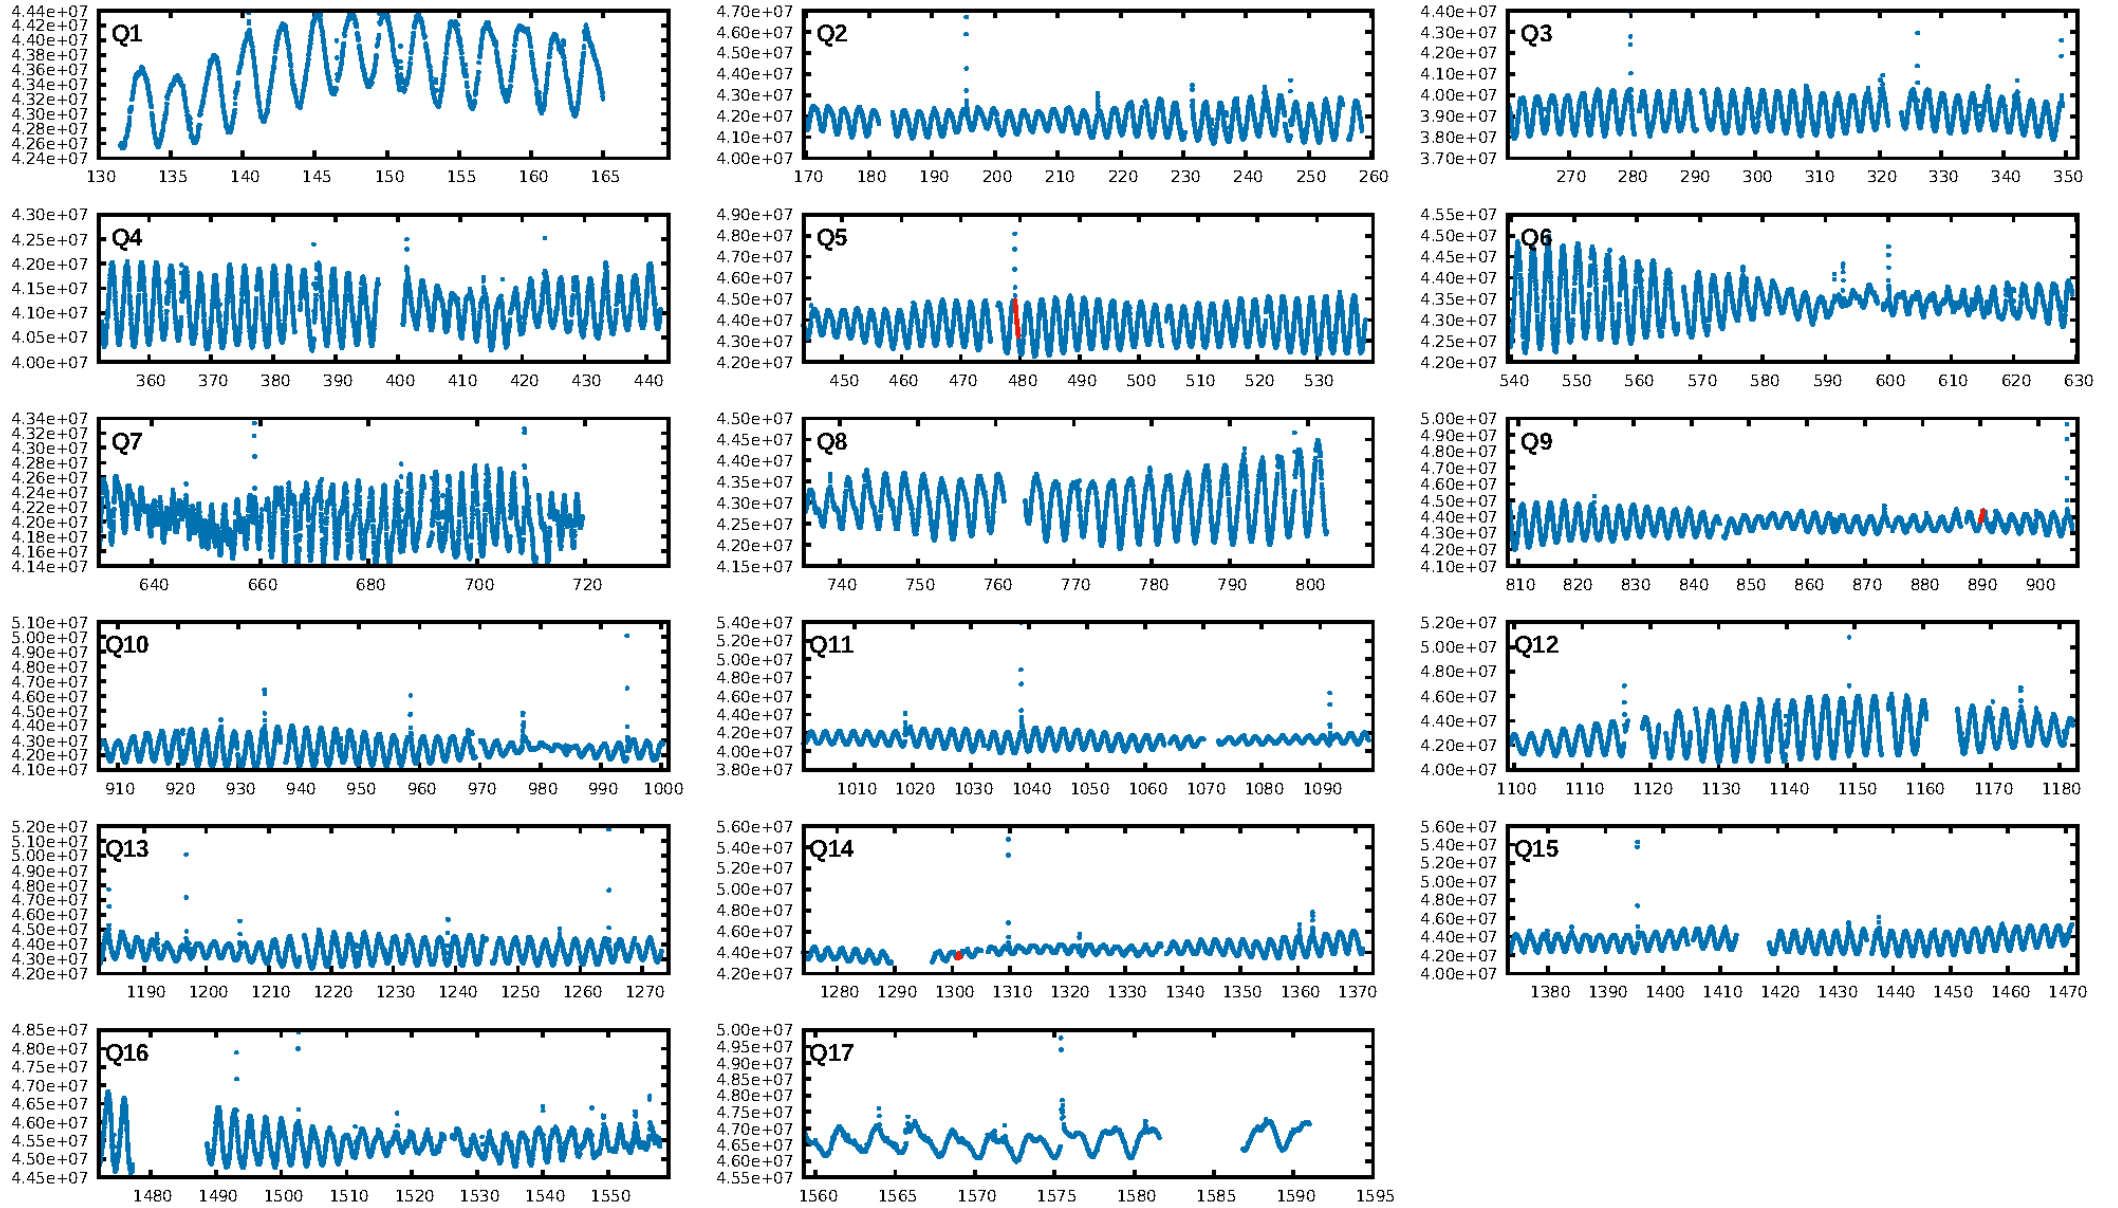 4.44e+07
4.42e+07
4.40e+07
4.38e+07
4.36e+07
4.34e+07
4.32e+07
4.30e+07
4.28e+07
4.26e+07
4.24e+07
Q1
130 135 140 145 150 155 160 165
4.70e+07
4.60e+07
4.50e+07
4.40e+07
4.30e+07
4.20e+07
4.10e+07
4.00e+07
Q2
170 180 190 200 210 220 230 240 250 260
4.40e+07
4.30e+07
4.20e+07
4.10e+07
4.00e+07
3.90e+07
3.80e+07
3.70e+07
Q3
270 280 290 300 310 320 330 340 350
4.30e+07
4.25e+07
4.20e+07
4.15e+07
4.10e+07
4.05e+07
4.00e+07
Q4
360 370 380 390 400 410 420 430 440
4.90e+07
4.80e+07
4.70e+07
4.60e+07
4.50e+07
4.40e+07
4.30e+07
4.20e+07
Q5
450 460 470 480 490 500 510 520 530
4.55e+07
4.50e+07
4.45e+07
4.40e+07
4.35e+07
4.30e+07
4.25e+07
4.20e+07
Q6
540 550 560 570 580 590 600 610 620 630
4.34e+07
4.32e+07
4.30e+07
4.28e+07
4.26e+07
4.24e+07
4.22e+07
4.20e+07
4.18e+07
4.16e+07
4.14e+07
Q7
640 660 680 700 720
4.50e+07
4.45e+07
4.40e+07
4.35e+07
4.30e+07
4.25e+07
4.20e+07
4.15e+07
Q8
740 750 760 770 780 790 800
5.00e+07
4.90e+07
4.80e+07
4.70e+07
4.60e+07
4.50e+07
4.40e+07
4.30e+07
4.20e+07
4.10e+07
Q9
810 820 830 840 850 860 870 880 890 900
5.10e+07
5.00e+07
4.90e+07
4.80e+07
4.70e+07
4.60e+07
4.50e+07
4.40e+07
4.30e+07
4.20e+07
4.10e+07
Q10
910 920 930 940 950 960 970 980 990 1000
5.40e+07
5.20e+07
5.00e+07
4.80e+07
4.60e+07
4.40e+07
4.20e+07
4.00e+07
3.80e+07
Q11
1010 1020 1030 1040 1050 1060 1070 1080 1090
5.20e+07
5.00e+07
4.80e+07
4.60e+07
4.40e+07
4.20e+07
4.00e+07
Q12
1100 1110 1120 1130 1140 1150 1160 1170 1180
5.20e+07
5.10e+07
5.00e+07
4.90e+07
4.80e+07
4.70e+07
4.60e+07
4.50e+07
4.40e+07
4.30e+07
4.20e+07
Q13
1190 1200 1210 1220 1230 1240 1250 1260 1270
5.60e+07
5.40e+07
5.20e+07
5.00e+07
4.80e+07
4.60e+07
4.40e+07
4.20e+07
Q14
1280 1290 1300 1310 1320 1330 1340 1350 1360 1370
5.60e+07
5.40e+07
5.20e+07
5.00e+07
4.80e+07
4.60e+07
4.40e+07
4.20e+07
4.00e+07
Q15
1380 1390 1400 1410 1420 1430 1440 1450 1460 1470
4.85e+07
4.80e+07
4.75e+07
4.70e+07
4.65e+07
4.60e+07
4.55e+07
4.50e+07
4.45e+07
Q16
1480 1490 1500 1510 1520 1530 1540 1550
5.00e+07
4.95e+07
4.90e+07
4.85e+07
4.80e+07
4.75e+07
4.70e+07
4.65e+07
4.60e+07
4.55e+07
Q17
1560 1565 1570 1575 1580 1585 1590 1595